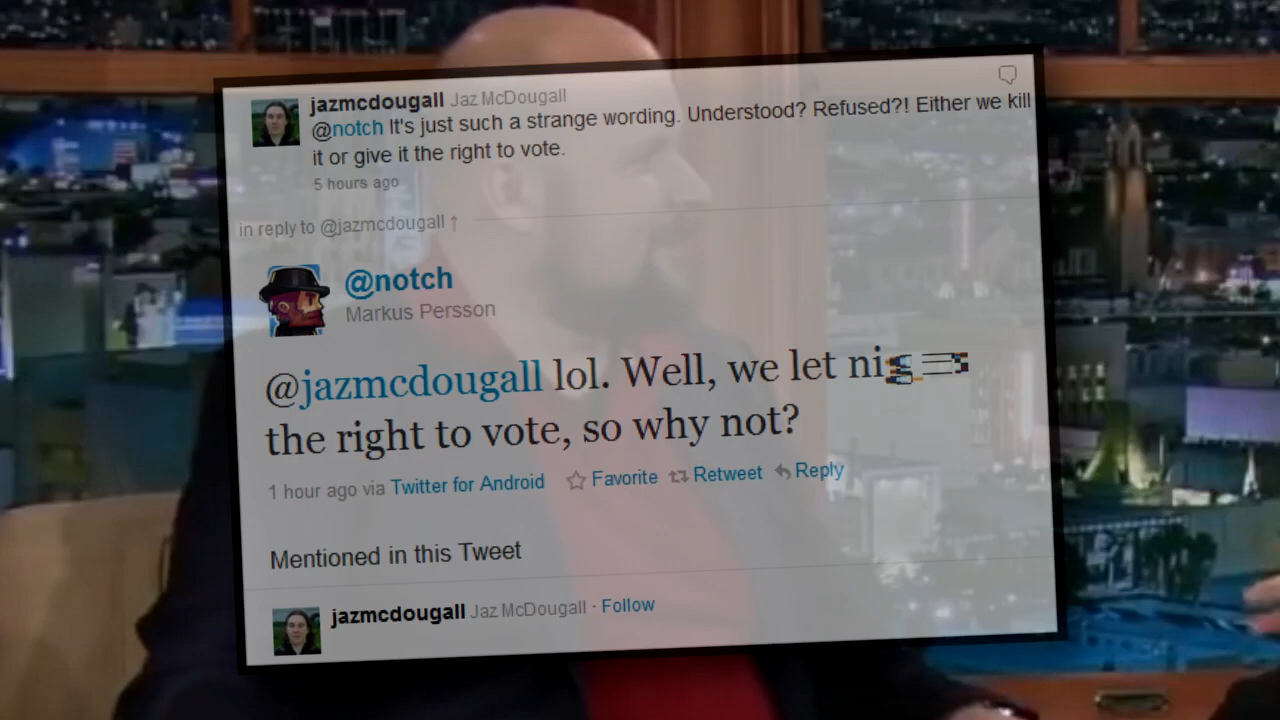 jazmcdougall Jaz McDougall
@notch It's just such a strange wording. Understood? Refused?! Either we kill
it or give it the right to vote.
5 hours ago
in reply to @jazmcdougall ↑
@notch
Markus Persson
@jazmcdougall lol. Well, we let ni
the right to vote, so why not?
1 hour ago via Twitter for Android Favorite Retweet Reply
Mentioned in this Tweet
jazmcdougall Jaz McDougall · Follow